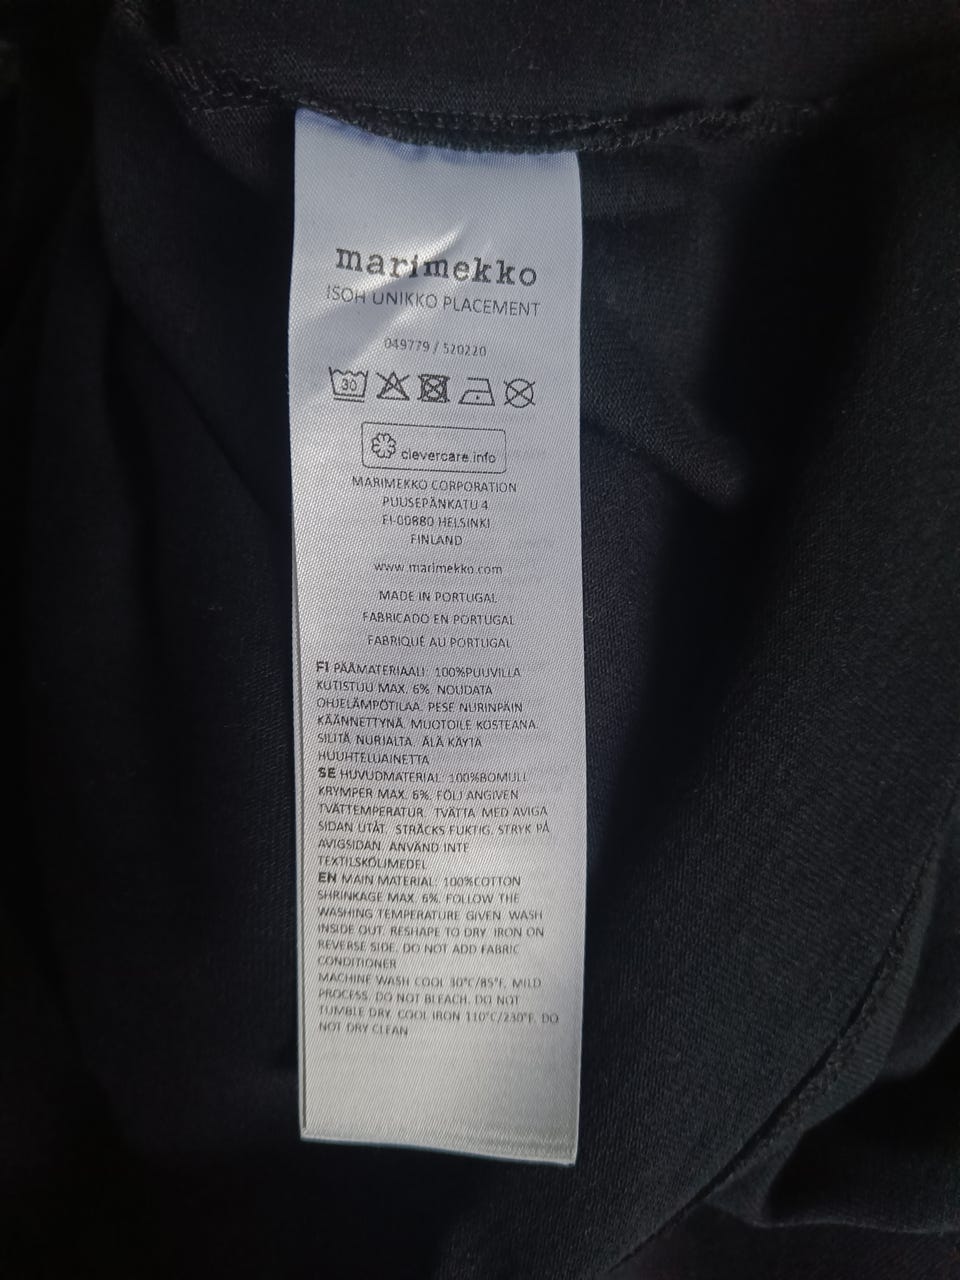 marimekko
ISOH UNIKKO PLACEMENT
049779 / 520220
30
clevercare.info
MARIMEKKO CORPORATION
PUUSEPÄNKATU 4
FI-00880 HELSINKI
FINLAND
www.marimekko.com
MADE IN PORTUGAL
FABRICADO EN PORTUGAL
FABRIQUÉ AU PORTUGAL
FI PÄÄMATERIAALI: 100%PUUVILLA
KUTISTUU MAX. 6% NOUDATA
OHJELÄMPÖTILAA. PESE NURINPÄIN
KÄÄNNETTYNÄ. MUOTOILE KOSTEANA.
SILITÄ NURJALTA. ÄLÄ KÄYTÄ
HUUHTELUAINETTA
SE HUVUDMATERIAL: 100%BOMULL
KRYMPER MAX. 6%. FÖLJ ANGIVEN
TVÄTTEMPERATUR. TVÄTTA MED AVIGA
SIDAN UTÅT. STRÄCKS FUKTIG. STRYK PÅ
AVIGSIDAN. ANVÄND INTE
TEXTILSKÖLJMEDEL
EN MAIN MATERIAL: 100%COTTON
SHRINKAGE MAX. 6%. FOLLOW THE
WASHING TEMPERATURE GIVEN. WASH
INSIDE OUT. RESHAPE TO DRY. IRON ON
REVERSE SIDE. DO NOT ADD FABRIC
CONDITIONER
MACHINE WASH COOL 30°C/85°F, MILD
PROCESS. DO NOT BLEACH. DO NOT
TUMBLE DRY. COOL IRON 110°C/230°F. DO
NOT DRY CLEAN